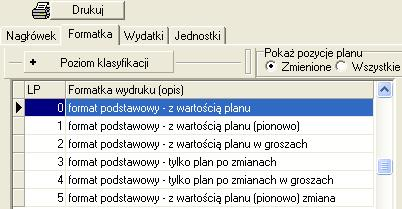 Drukuj
Nagłówek Formatka Wydatki Jednostki
Pokaż pozycje planu
+ Poziom klasyfikacji
Zmienione Wszystkie
LP Formatka wydruku (opis)
0 format podstawowy - z wartością planu
1 format podstawowy - z wartością planu (pionowo)
2 format podstawowy - z wartością planu w groszach
3 format podstawowy - tylko plan po zmianach
4 format podstawowy - tylko plan po zmianach w groszach
5 format podstawowy - z wartością planu (pionowo) zmiana